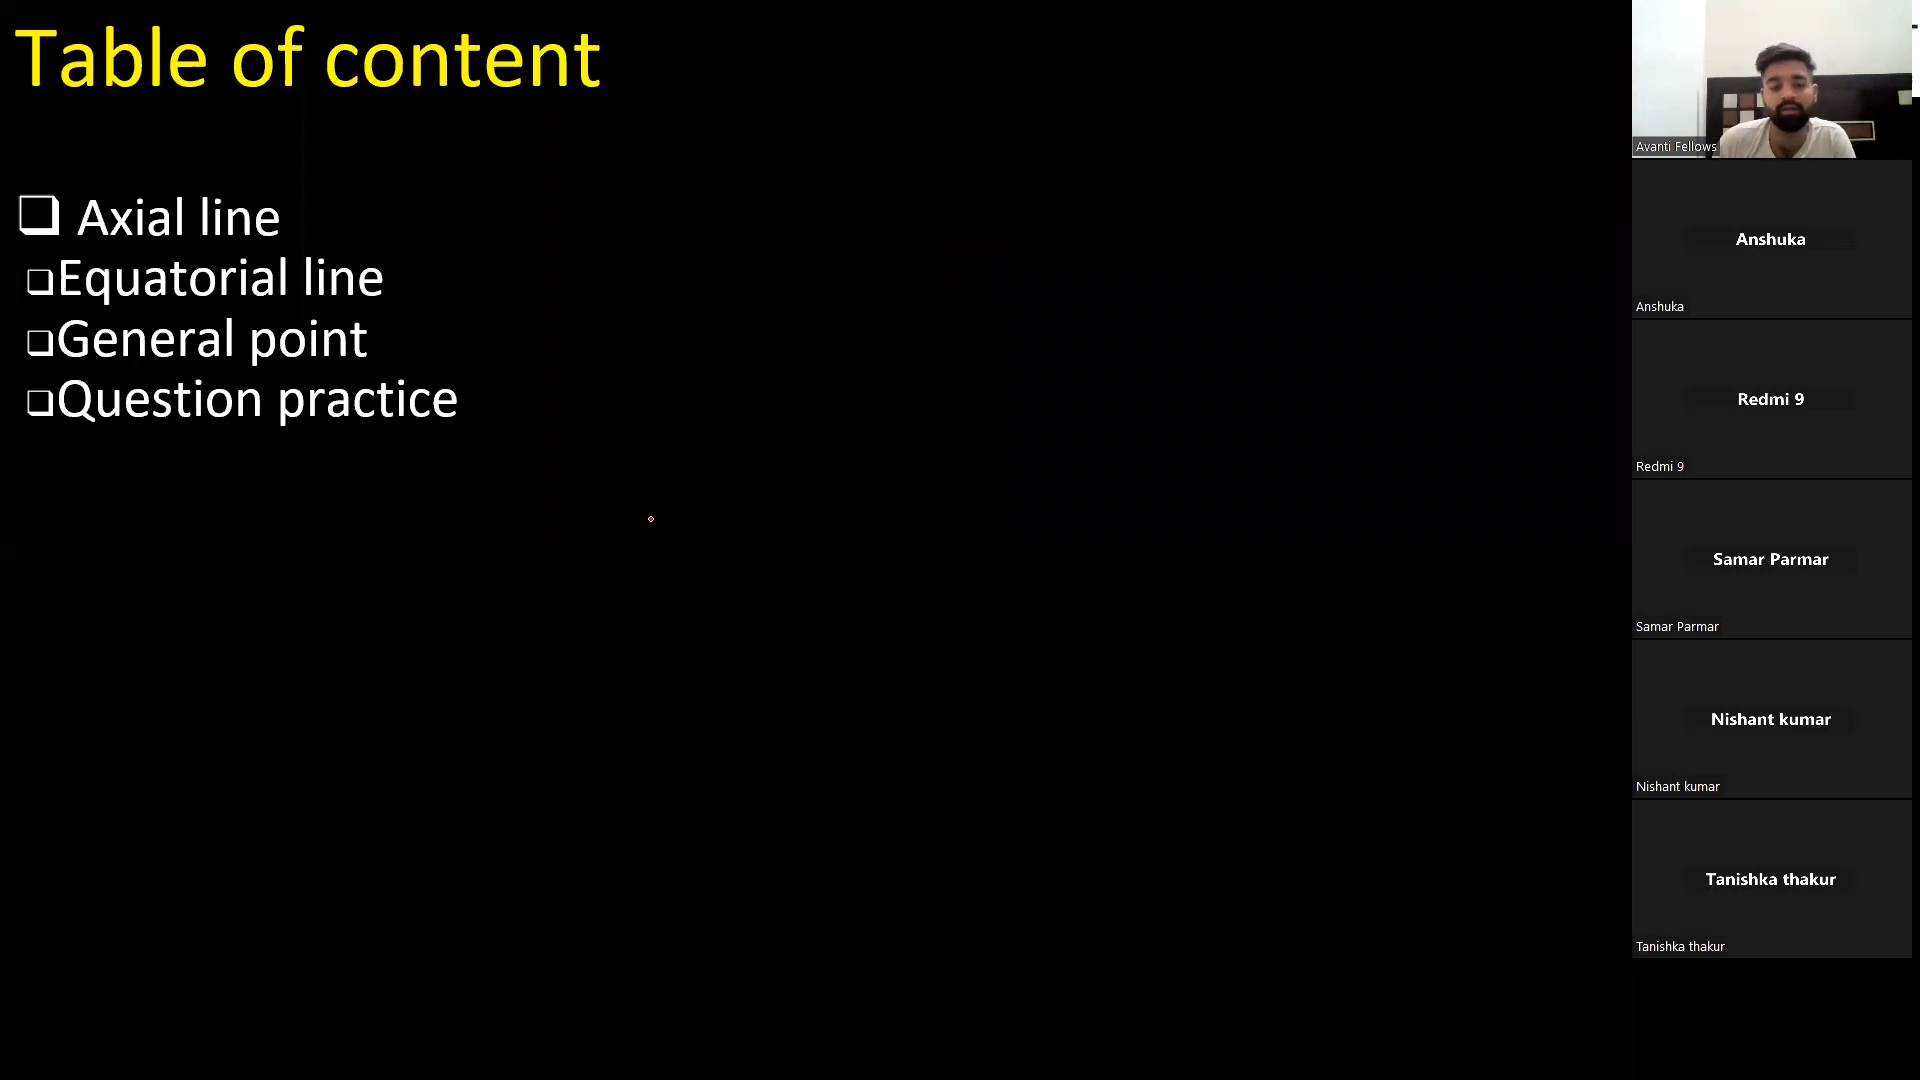 Table of content
Axial line
Equatorial line
General point
Question practice
Avanti Fellows
Anshuka
Anshuka
Redmi 9
Redmi 9
Samar Parmar
Samar Parmar
Nishant kumar
Nishant kumar
Tanishka thakur
Tanishka thakur